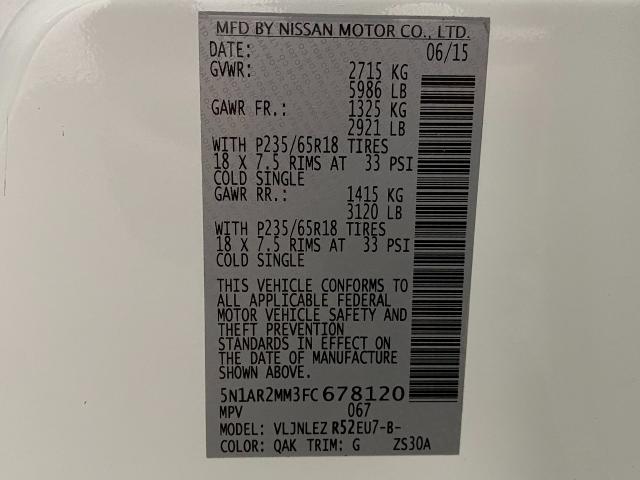 MFD BY NISSAN MOTOR CO., LTD.
DATE: 06/15
GVWR: 2715 KG
5986 LB
GAWR FR.: 1325 KG
2921 LB
WITH P235/65R18 TIRES
18 X 7.5 RIMS AT 33 PSI
COLD SINGLE
GAWR RR.: 1415 KG
3120 LB
WITH P235/65R18 TIRES
18 X 7.5 RIMS AT 33 PSI
COLD SINGLE
THIS VEHICLE CONFORMS TO
ALL APPLICABLE FEDERAL
MOTOR VEHICLE SAFETY AND
THEFT PREVENTION
STANDARDS IN EFFECT ON
THE DATE OF MANUFACTURE
SHOWN ABOVE.
5N1AR2MM3FC678120
MPV 067
MODEL: VLJNLEZ R52EU7-B-
COLOR: QAK TRIM: G ZS30A